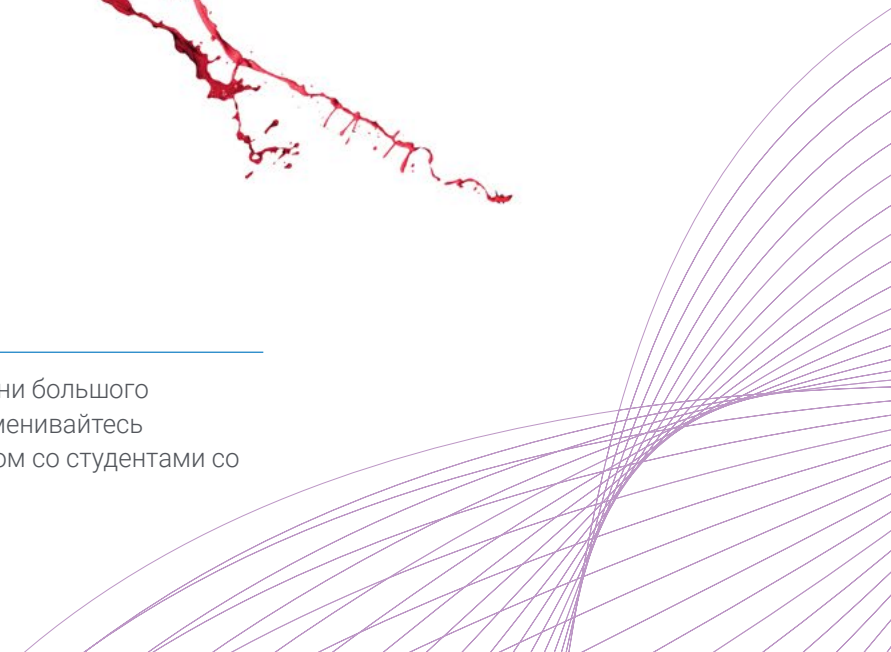 ни большого
менивайтесь
ом со студентами со